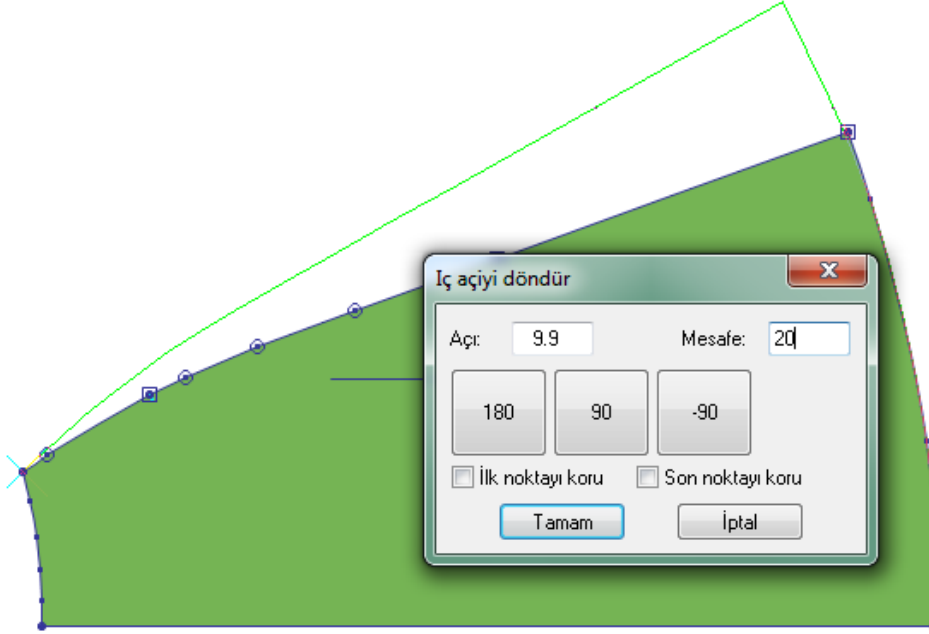 Iç açiyi döndür
Açı: 9.9 Mesafe: 20
180 90 -90
İlk noktayı koru Son noktayı koru
Tamam İptal